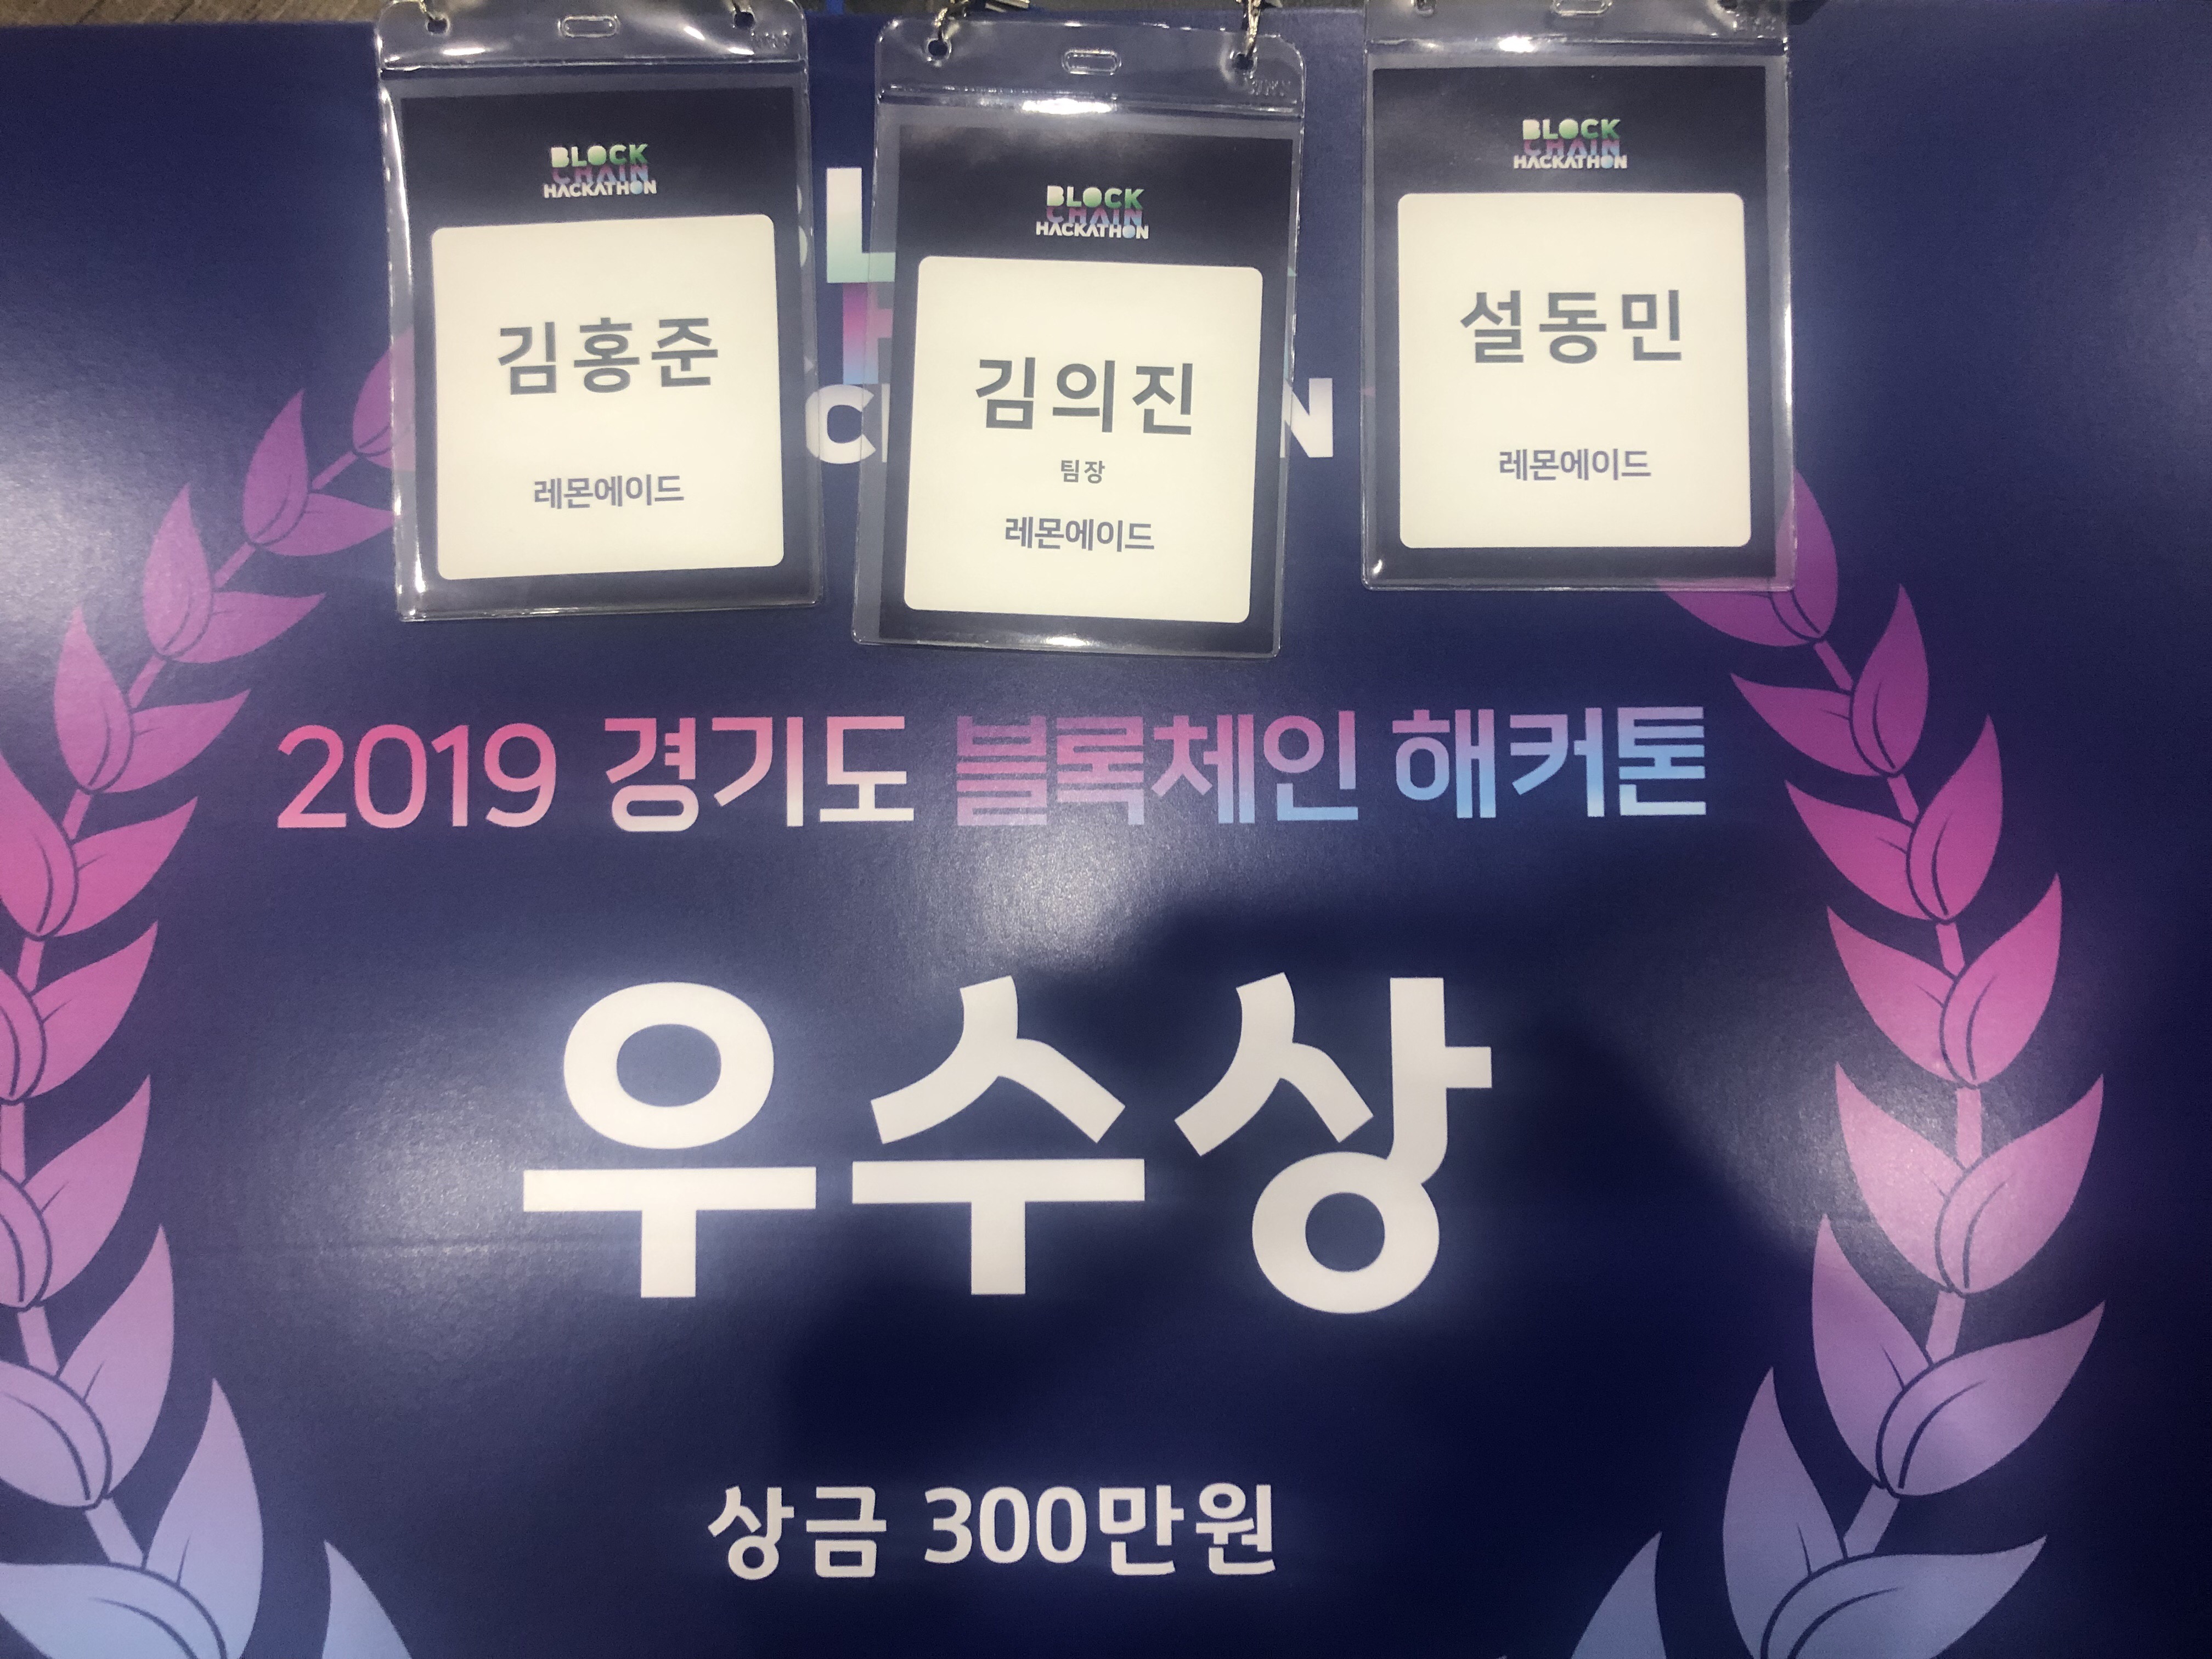 BLOCK
CHAIN
HACKATHON
김홍준
레몬에이드
BLOCK
CHAIN
HACKATHON
김의진
팀장
레몬에이드
BLOCK
CHAIN
HACKATHON
설동민
레몬에이드
2019 경기도 블록체인 해커톤
우수상
상금 300만원